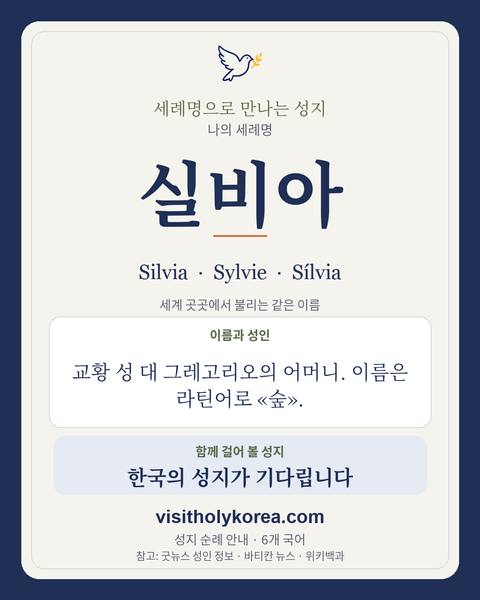 세례명으로 만나는 성지
나의 세례명
실비아
Silvia · Sylvie · Sílvia
세계 곳곳에서 불리는 같은 이름
이름과 성인
교황 성 대 그레고리오의 어머니. 이름은
라틴어로 «숲».
함께 걸어 볼 성지
한국의 성지가 기다립니다
visitholykorea.com
성지 순례 안내 · 6개 국어
참고: 굿뉴스 성인 정보 · 바티칸 뉴스 · 위키백과